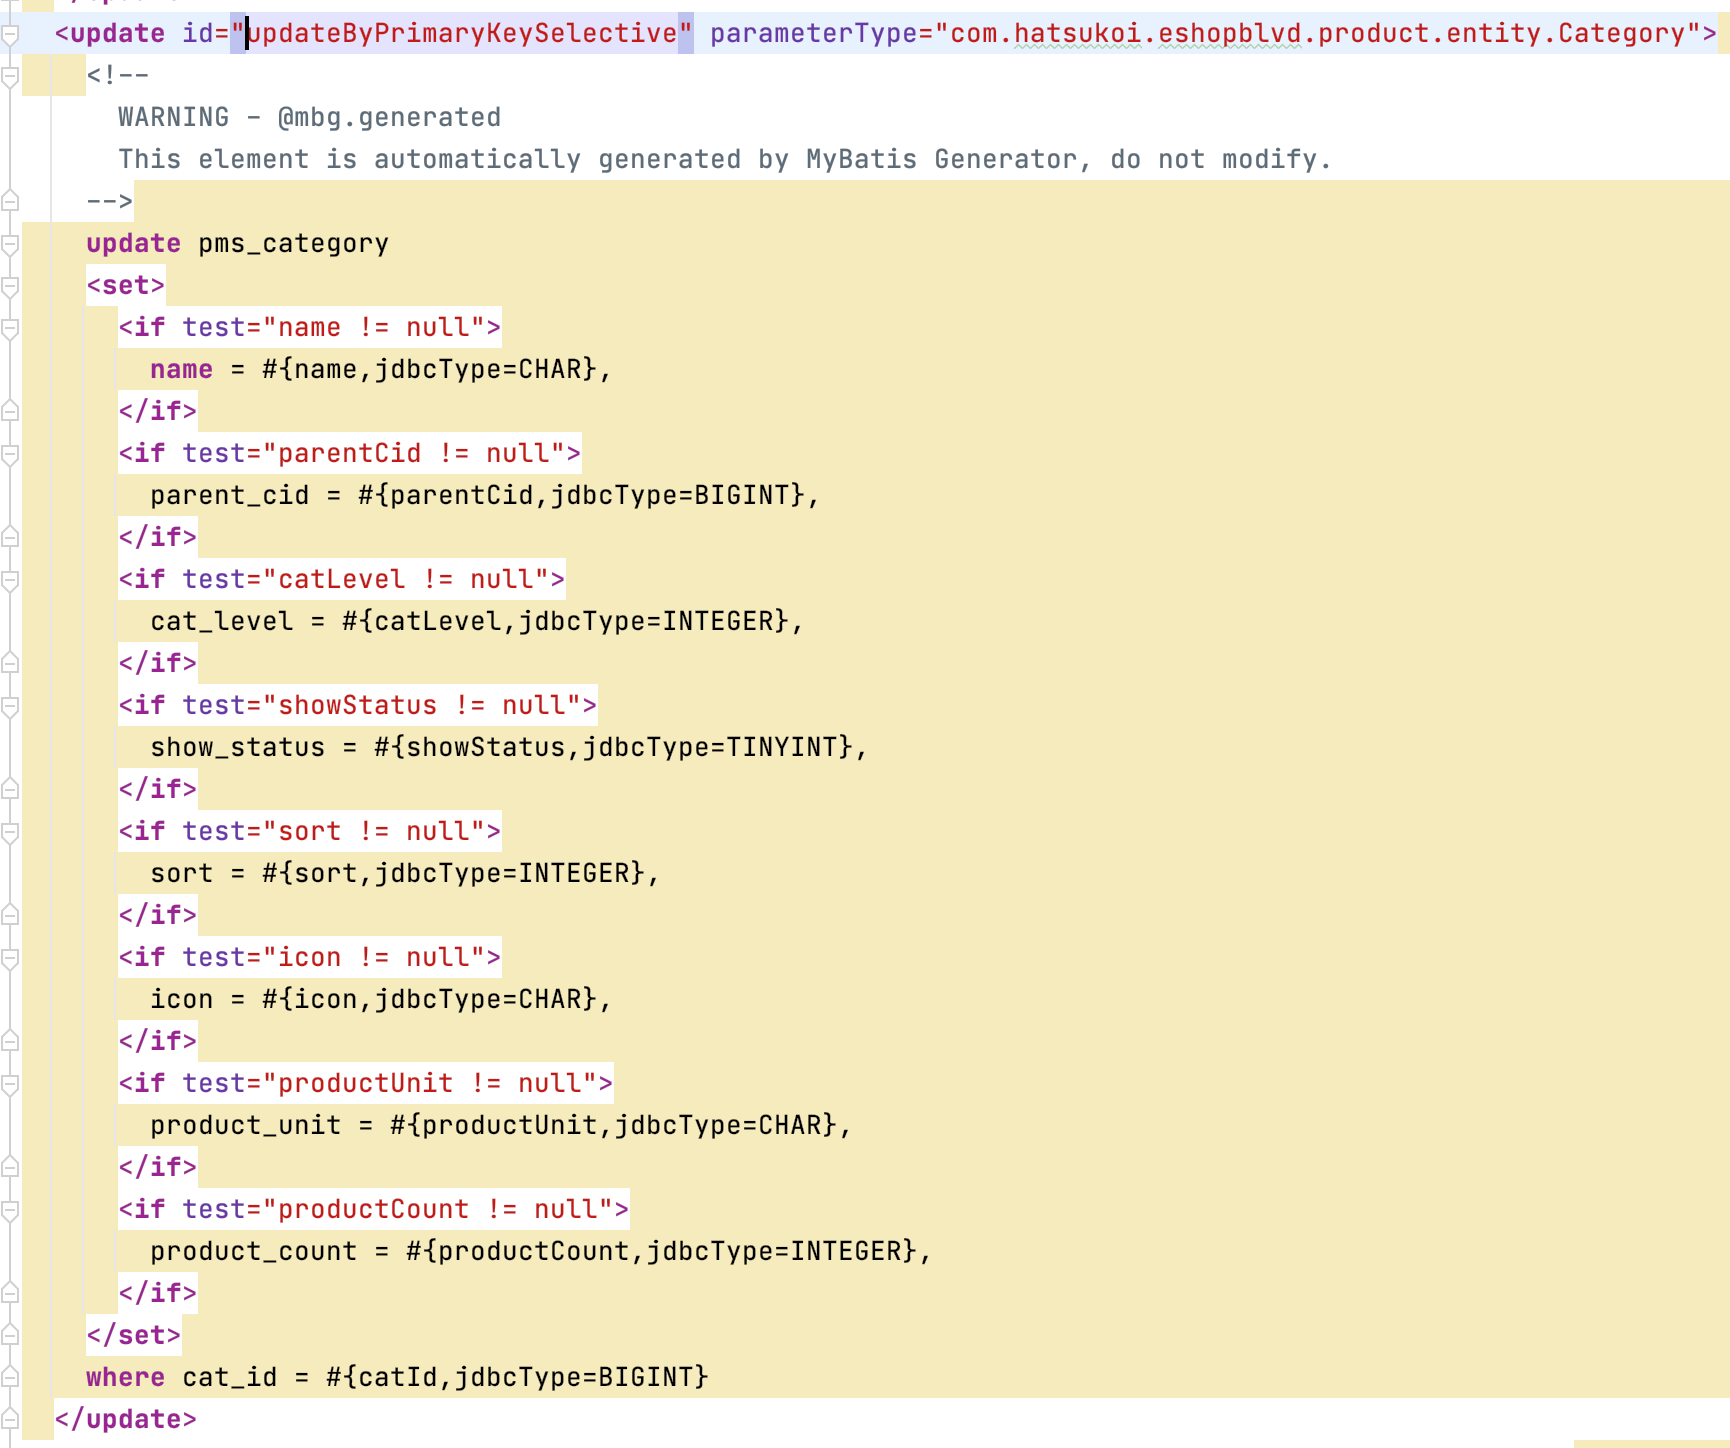 <update id="updateByPrimaryKeySelective" parameterType="com.hatsukoi.eshopblvd.product.entity.Category">
<!--
WARNING - @mbg.generated
This element is automatically generated by MyBatis Generator, do not modify.
-->
update pms_category
<set>
<if test="name != null">
name = #{name,jdbcType=CHAR},
</if>
<if test="parentCid != null">
parent_cid = #{parentCid,jdbcType=BIGINT},
</if>
<if test="catLevel != null">
cat_level = #{catLevel,jdbcType=INTEGER},
</if>
<if test="showStatus != null">
show_status = #{showStatus,jdbcType=TINYINT},
</if>
<if test="sort != null">
sort = #{sort,jdbcType=INTEGER},
</if>
<if test="icon != null">
icon = #{icon,jdbcType=CHAR},
</if>
<if test="productUnit != null">
product_unit = #{productUnit,jdbcType=CHAR},
</if>
<if test="productCount != null">
product_count = #{productCount,jdbcType=INTEGER},
</if>
</set>
where cat_id = #{catId,jdbcType=BIGINT}
</update>